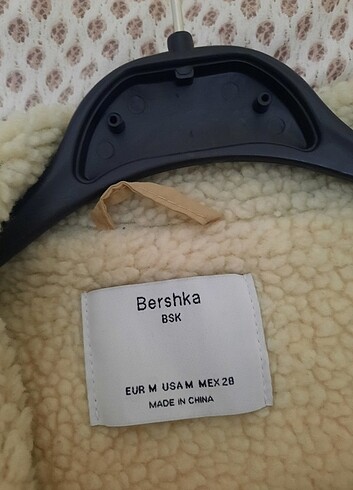 Bershka
BSK
EUR M USA M MEX 28
MADE IN CHINA